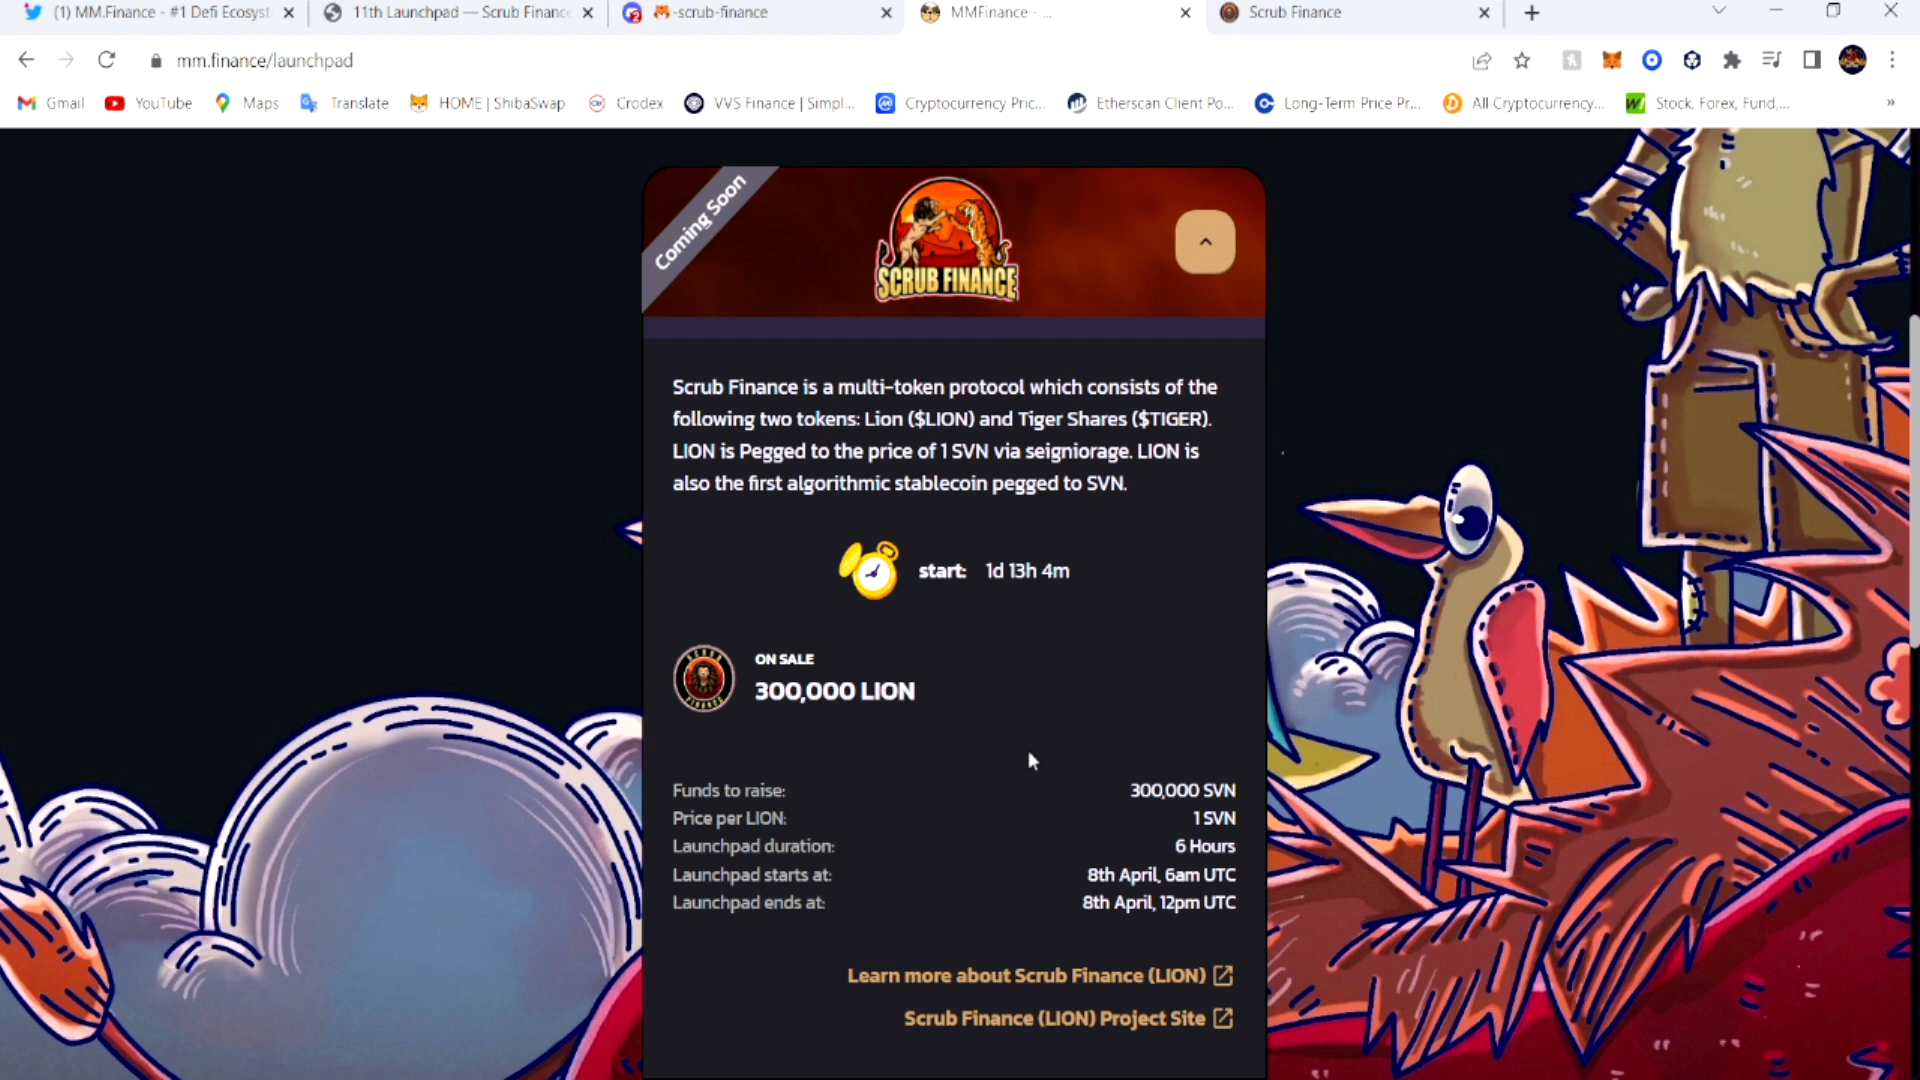 (1) MM.Finance - #1 Defi Ecosyst
11th Launchpad — Scrub Finance
-scrub-finance
MMFinance - ...
Scrub Finance
mm.finance/launchpad
Gmail
YouTube
Maps
Translate
HOME | ShibaSwap
Crodex
VVS Finance | Simpl...
Cryptocurrency Pric...
Etherscan Client Po...
Long-Term Price Pr...
All Cryptocurrency...
Stock, Forex, Fund,...
»
Coming Soon
SCRUB FINANCE
Scrub Finance is a multi-token protocol which consists of the
following two tokens: Lion ($LION) and Tiger Shares ($TIGER).
LION is Pegged to the price of 1 SVN via seigniorage. LION is
also the first algorithmic stablecoin pegged to SVN.
start: 1d 13h 4m
SCRUB
FINANCE
ON SALE
300,000 LION
Funds to raise: 300,000 SVN
Price per LION: 1 SVN
Launchpad duration: 6 Hours
Launchpad starts at: 8th April, 6am UTC
Launchpad ends at: 8th April, 12pm UTC
Learn more about Scrub Finance (LION)
Scrub Finance (LION) Project Site